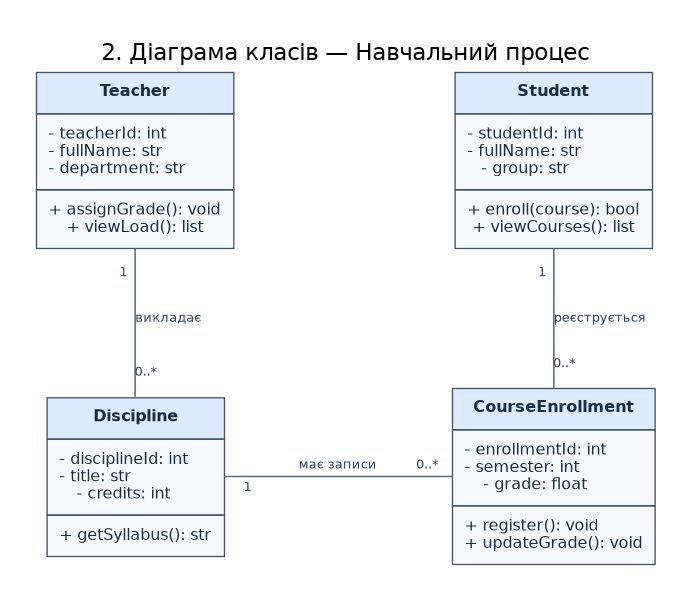 2. Діаграма класів — Навчальний процес
Teacher
- teacherId: int
- fullName: str
- department: str
+ assignGrade(): void
+ viewLoad(): list
Student
- studentId: int
- fullName: str
- group: str
+ enroll(course): bool
+ viewCourses(): list
1
викладає
0..*
1
реєструється
0..*
Discipline
- disciplineId: int
- title: str
- credits: int
+ getSyllabus(): str
має записи
0..*
1
CourseEnrollment
- enrollmentId: int
- semester: int
- grade: float
+ register(): void
+ updateGrade(): void